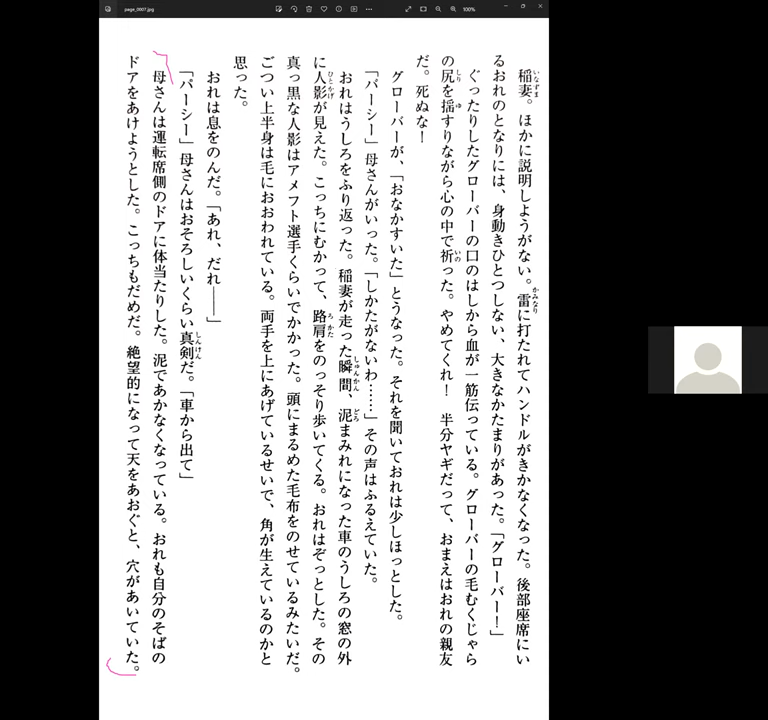 page_0007.jpg
100%
稲妻。ほかに説明しようがない。雷に打たれてハンドルがきかなくなった。後部座席にい
るおれのとなりには、身動きひとつしない、大きなかたまりがあった。「グローバー！」
ぐったりしたグローバーの口のはしから血が一筋伝っている。グローバーの毛むくじゃら
の尻を揺すりながら心の中で祈った。やめてくれ！　半分ヤギだって、おまえはおれの親友
だ。死ぬな！
グローバーが、「おなかすいた」とうなった。それを聞いておれは少しほっとした。
「パーシー」母さんがいった。「しかたがないわ……」その声はふるえていた。
おれはうしろをふり返った。稲妻が走った瞬間、泥まみれになった車のうしろの窓の外
に人影が見えた。こっちにむかって、路肩をのっそり歩いてくる。おれはぞっとした。その
真っ黒な人影はアメフト選手くらいでかかった。頭にまるめた毛布をのせているみたいだ。
ごつい上半身は毛におおわれている。両手を上にあげているせいで、角が生えているのかと
思った。
おれは息をのんだ。「あれ、だれ――」
「パーシー」母さんはおそろしいくらい真剣だ。「車から出て」
母さんは運転席側のドアに体当たりした。泥であかなくなっている。おれも自分のそばの
ドアをあけようとした。こっちもだめだ。絶望的になって天をあおぐと、穴があいていた。